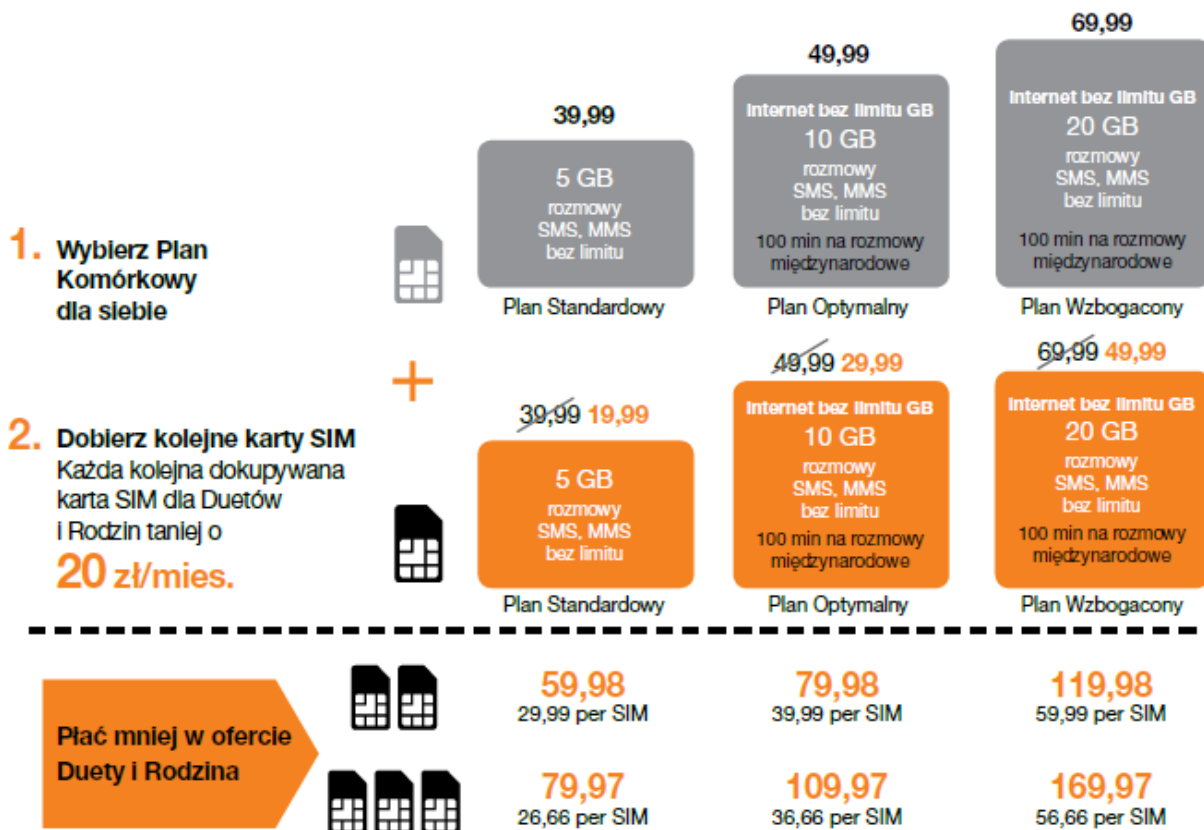 69,99
49,99
39,99
Internet bez limitu GB
10 GB
rozmowy
SMS, MMS
bez limitu
100 min na rozmowy
międzynarodowe
Internet bez limitu GB
20 GB
rozmowy
SMS, MMS
bez limitu
100 min na rozmowy
międzynarodowe
5 GB
rozmowy
SMS, MMS
bez limitu
1. Wybierz Plan
Komórkowy
dla siebie
Plan Standardowy
Plan Optymalny
Plan Wzbogacony
+
39,99 19,99
49,99 29,99
69,99 49,99
2. Dobierz kolejne karty SIM
Każda kolejna dokupywana
karta SIM dla Duetów
i Rodzin taniej o
20 zł/mies.
5 GB
rozmowy
SMS, MMS
bez limitu
Internet bez limitu GB
10 GB
rozmowy
SMS, MMS
bez limitu
100 min na rozmowy
międzynarodowe
Internet bez limitu GB
20 GB
rozmowy
SMS, MMS
bez limitu
100 min na rozmowy
międzynarodowe
Plan Standardowy
Plan Optymalny
Plan Wzbogacony
Płać mniej w ofercie
Duety i Rodzina
59,98
29,99 per SIM
79,98
39,99 per SIM
119,98
59,99 per SIM
79,97
26,66 per SIM
109,97
36,66 per SIM
169,97
56,66 per SIM